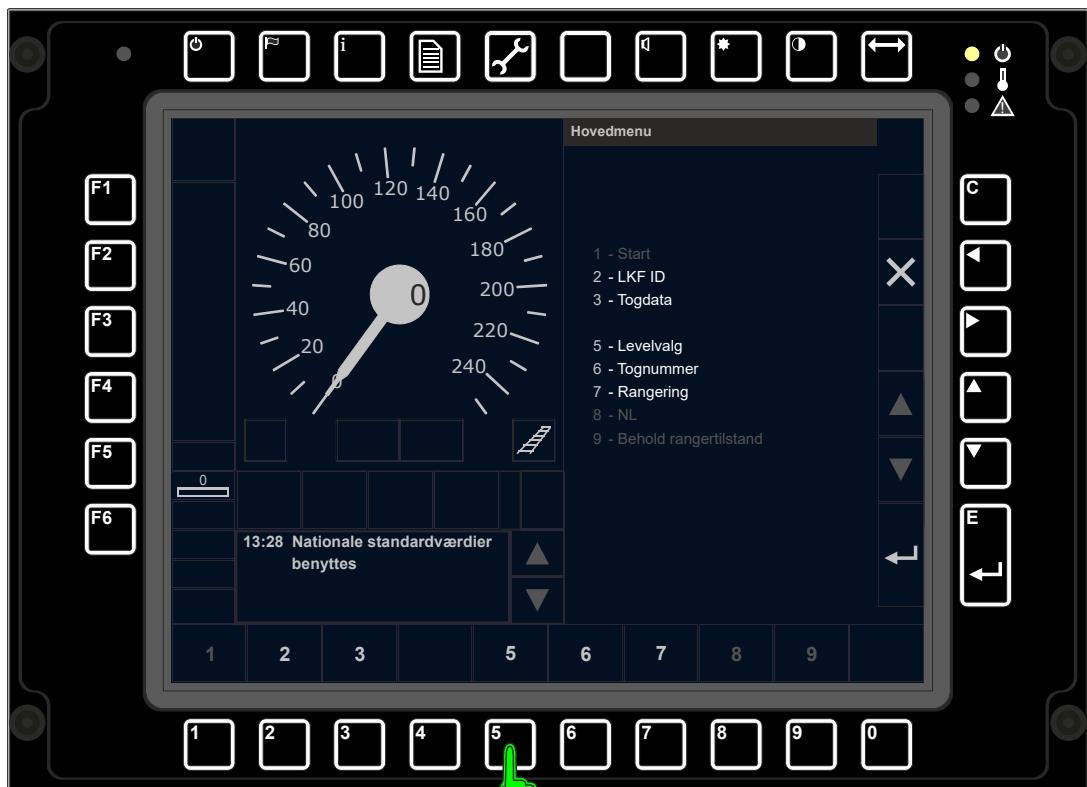 i
Hovedmenu
F1
F2
F3
F4
F5
F6
0
20
40
60
80
100
120
140
160
180
200
220
240
0
1 - Start
2 - LKF ID
3 - Togdata
5 - Levelvalg
6 - Tognummer
7 - Rangering
8 - NL
9 - Behold rangertilstand
C
E
0
13:28 Nationale standardværdier
benyttes
1 2 3 5 6 7 8 9
1 2 3 4 5 6 7 8 9 0